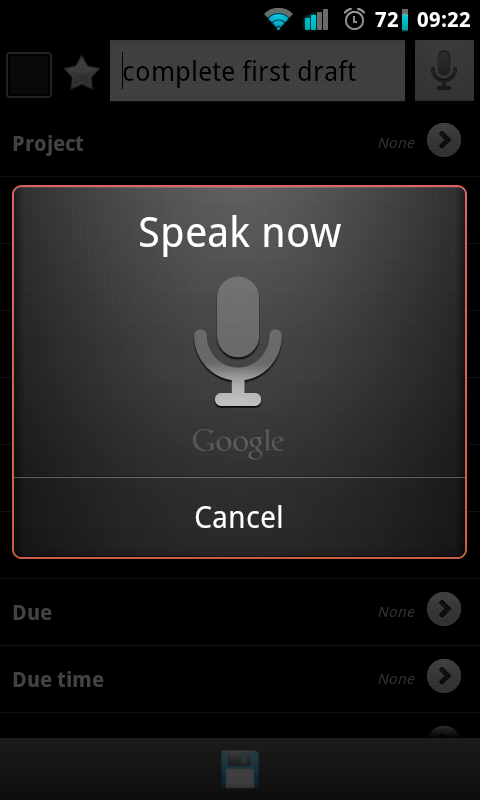 72 09:22
complete first draft
Project None
Speak now
Google
Cancel
Due None
Due time None